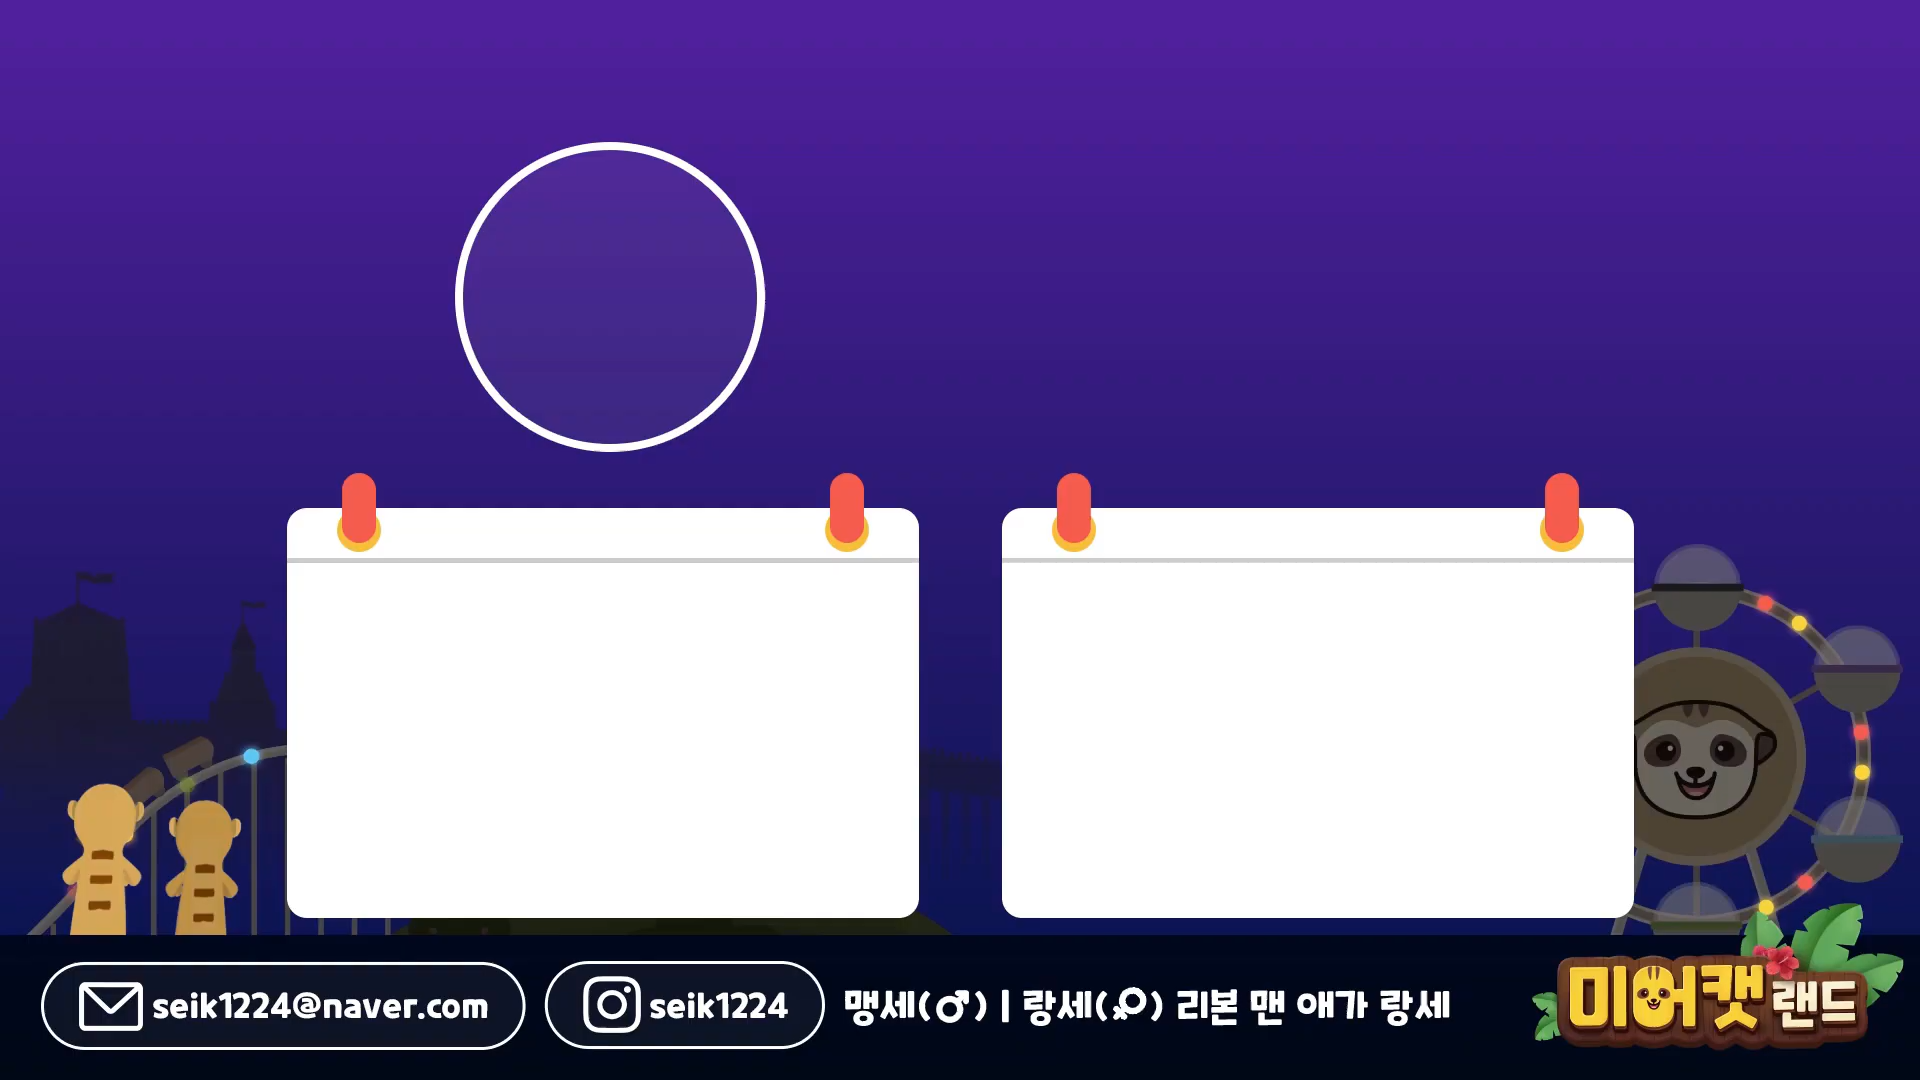 seik1224@naver.com
seik1224
맹세(♂) | 랑세(♀) 리본 맨 애가 랑세
미어캣 랜드